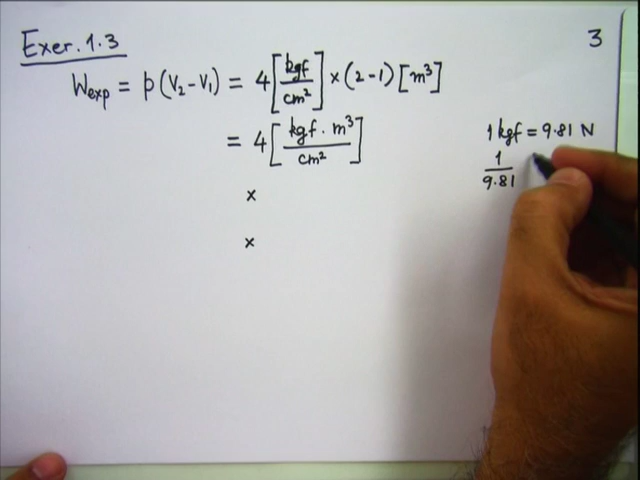 Exer. 1.3
3
Wexp = p(V₂-V₁) = 4[kgf/cm²] × (2-1) [m³]
= 4[kgf · m³/cm²]
1 kgf = 9.81 N
1/9.81
×
×